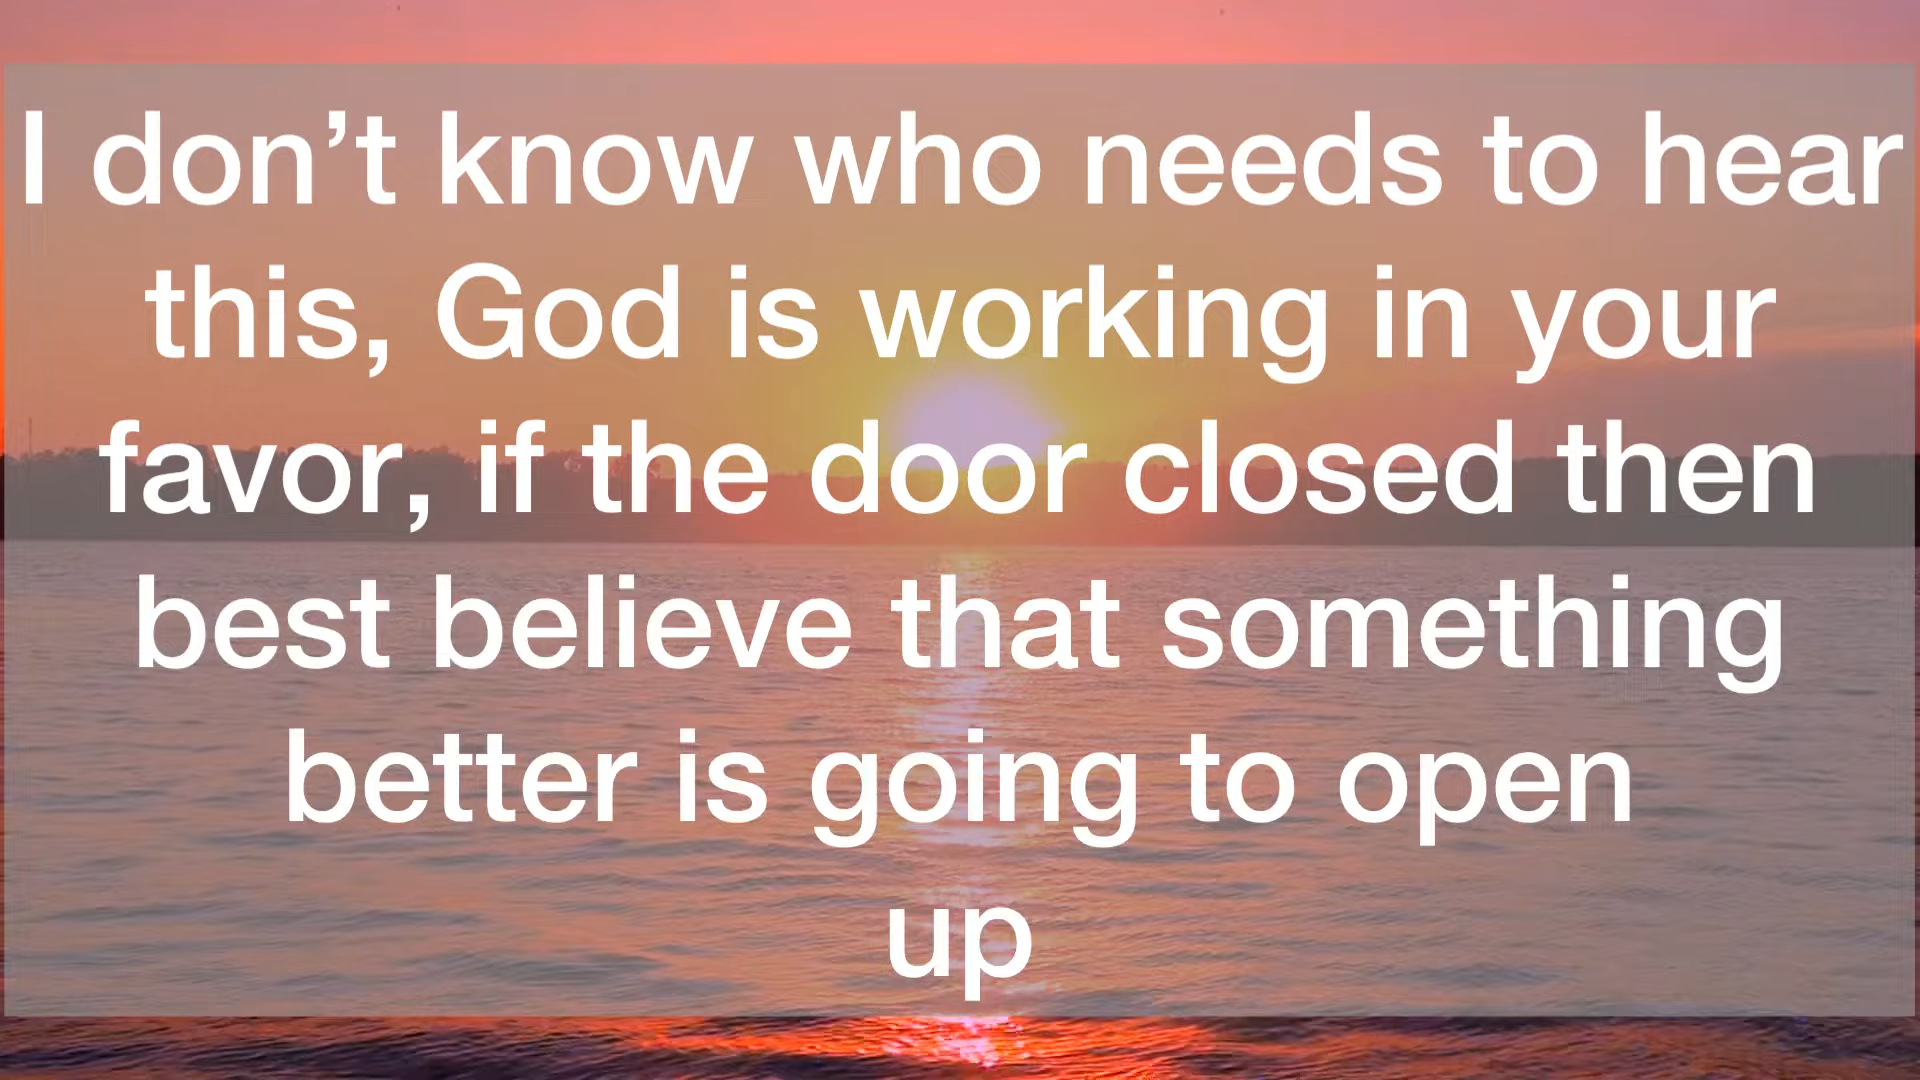 I don’t know who needs to hear
this, God is working in your
favor, if the door closed then
best believe that something
better is going to open
up